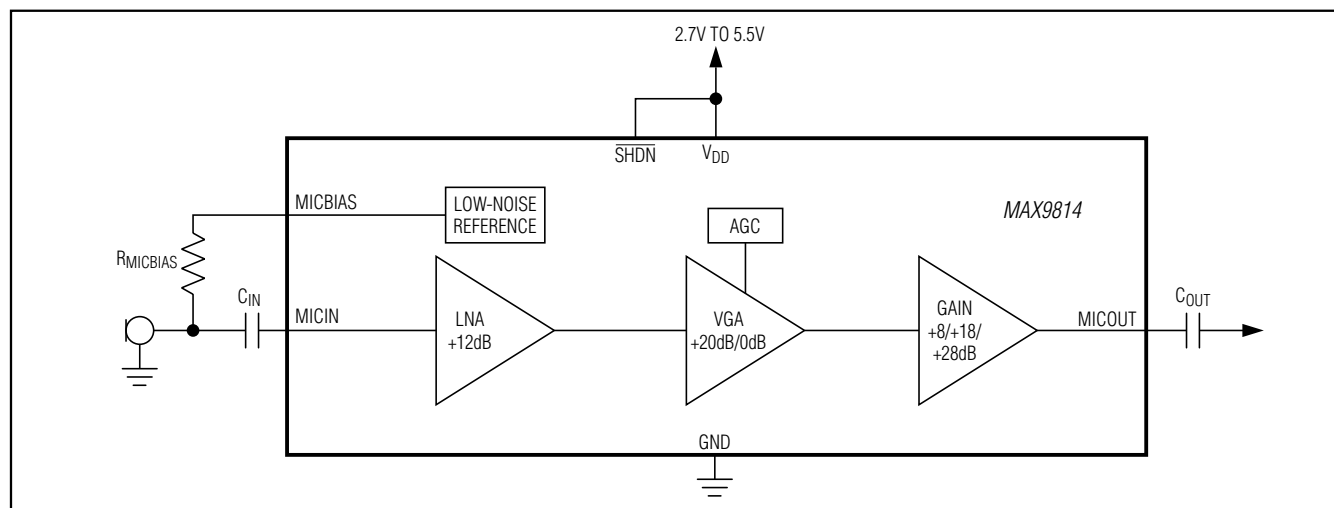 2.7V TO 5.5V
SHDN
VDD
MICBIAS
LOW-NOISE
REFERENCE
AGC
MAX9814
RMICBIAS
CIN
MICIN
LNA
+12dB
VGA
+20dB/0dB
GAIN
+8/+18/
+28dB
MICOUT
COUT
GND